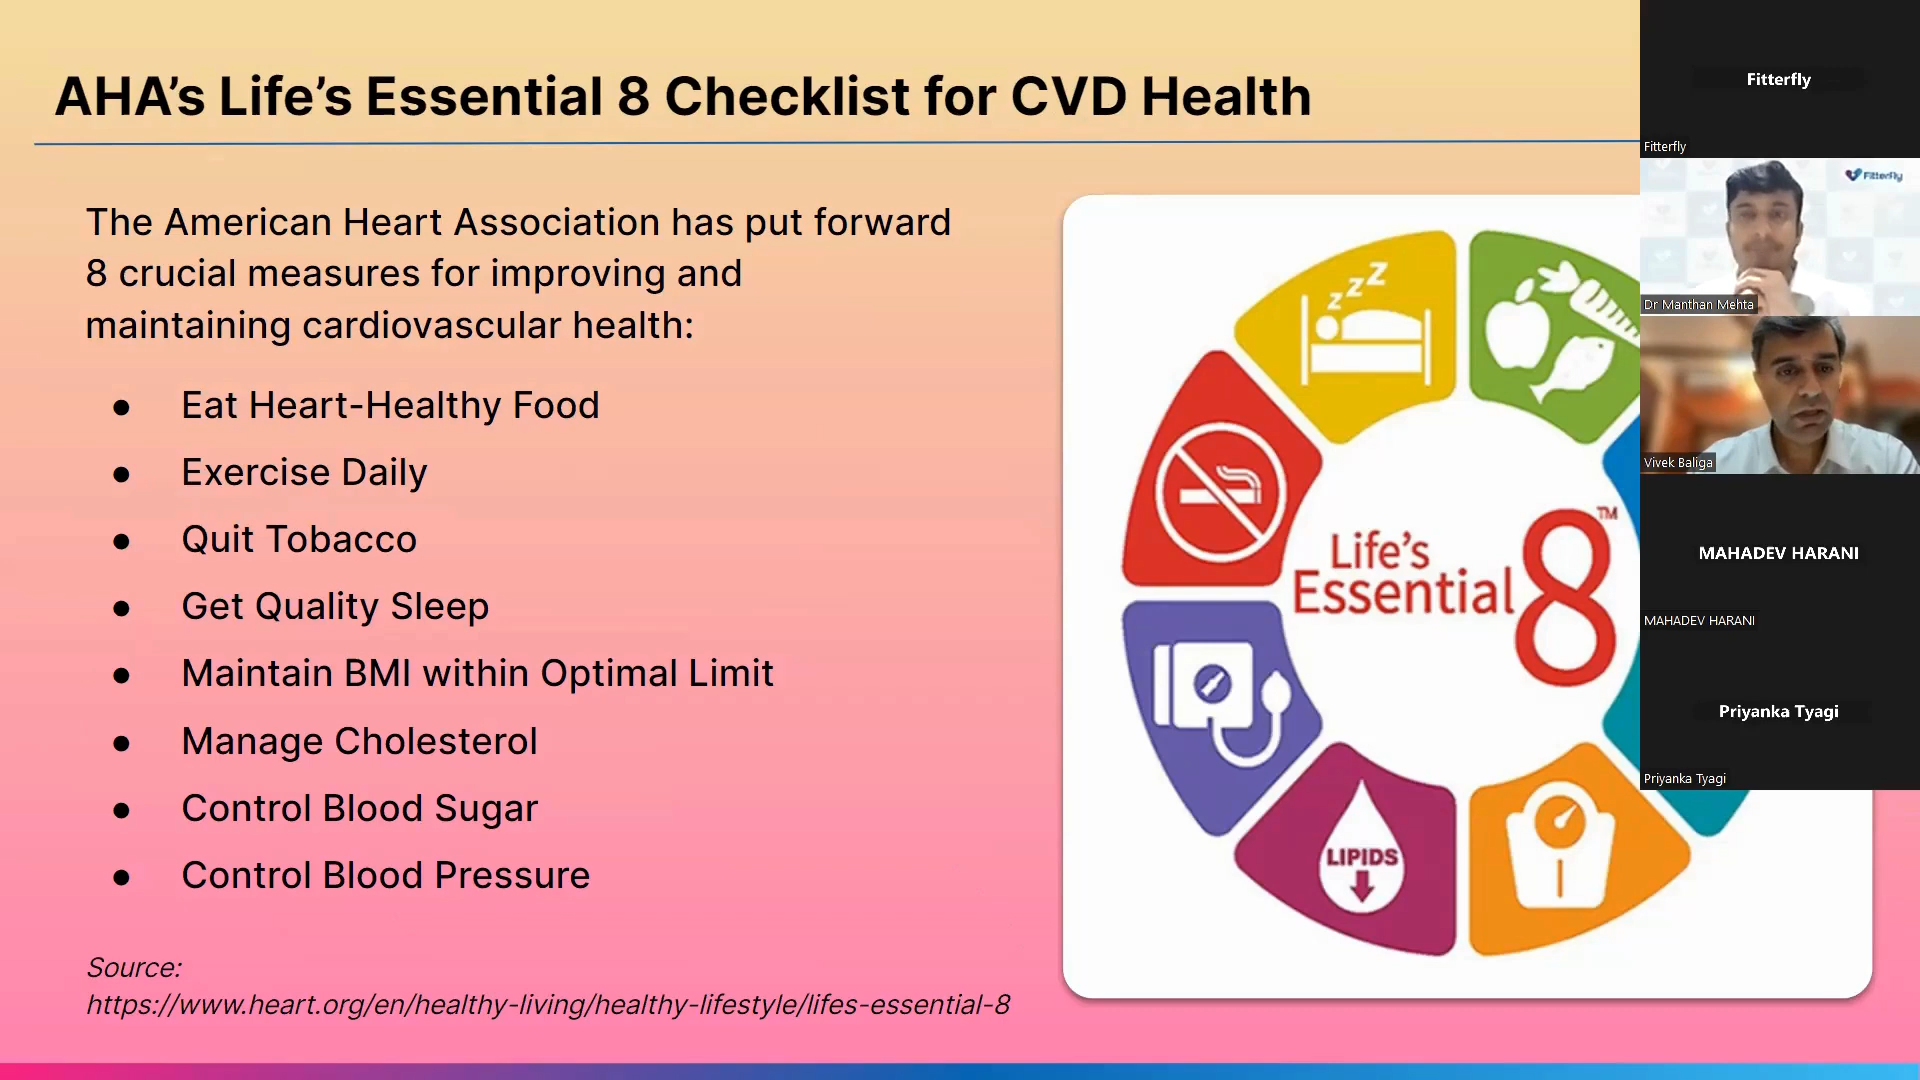 AHA’s Life’s Essential 8 Checklist for CVD Health
The American Heart Association has put forward
8 crucial measures for improving and
maintaining cardiovascular health:
● Eat Heart-Healthy Food
● Exercise Daily
● Quit Tobacco
● Get Quality Sleep
● Maintain BMI within Optimal Limit
● Manage Cholesterol
● Control Blood Sugar
● Control Blood Pressure
Source:
https://www.heart.org/en/healthy-living/healthy-lifestyle/lifes-essential-8
z z Z
Life’s
Essential 8™
LIPIDS
Fitterfly
Fitterfly
Fitterfly
Dr Manthan Mehta
Vivek Baliga
MAHADEV HARANI
MAHADEV HARANI
Priyanka Tyagi
Priyanka Tyagi